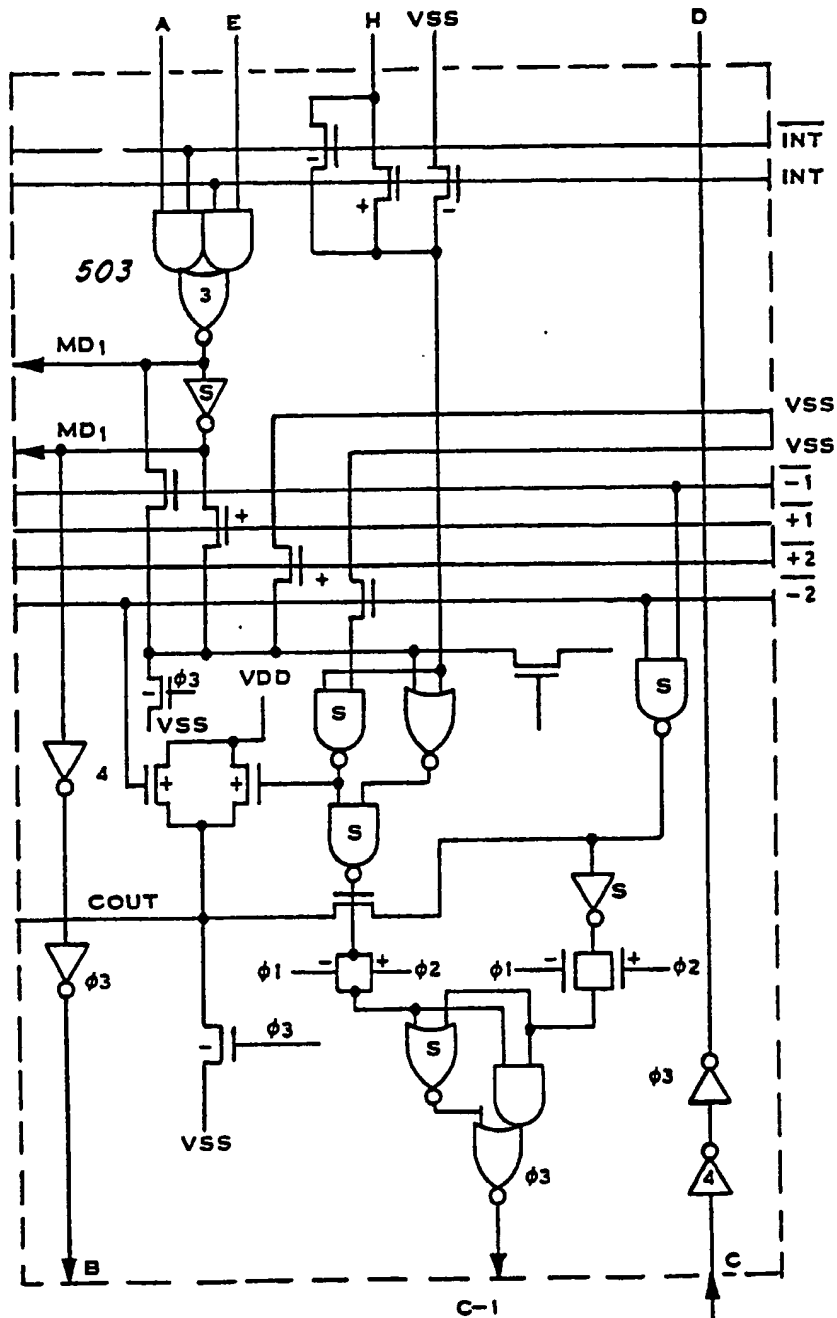 A E H VSS D
INT
-
INT
+ -
503
3
MD1
S
VSS
MD1
VSS
-1
+
+1
+2
+
-2
φ3
-
VDD
S
S
VSS
4
+ +
S
S
COUT
φ1 - + φ2 φ1 - + φ2
φ3
φ3
S
-
φ3
VSS
φ3
4
B
C
C-1